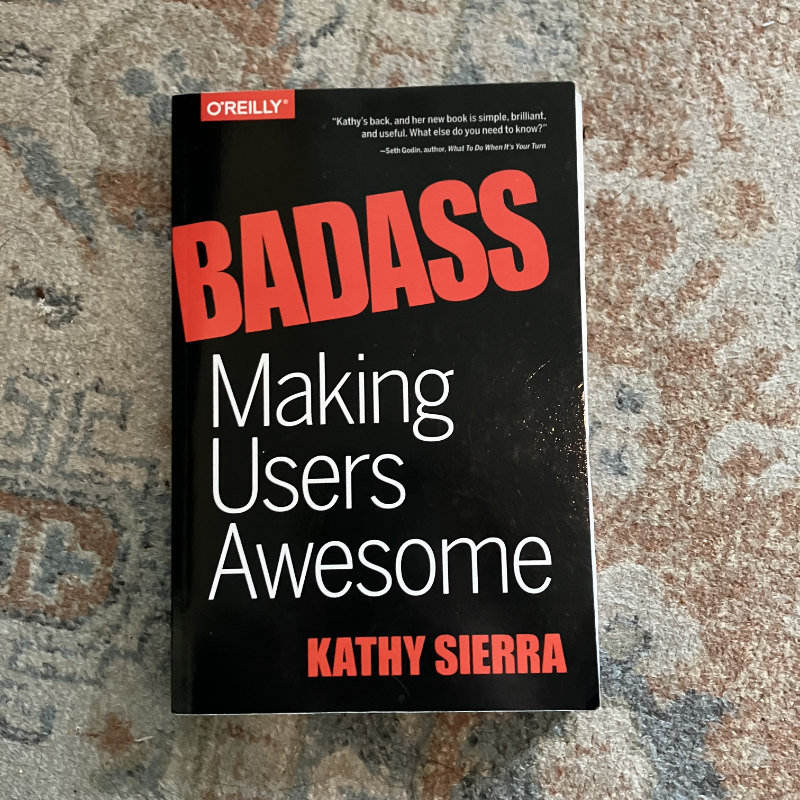 O'REILLY®
"Kathy's back, and her new book is simple, brilliant,
and useful. What else do you need to know?"
—Seth Godin, author, What To Do When It's Your Turn
BADASS
Making
Users
Awesome
KATHY SIERRA